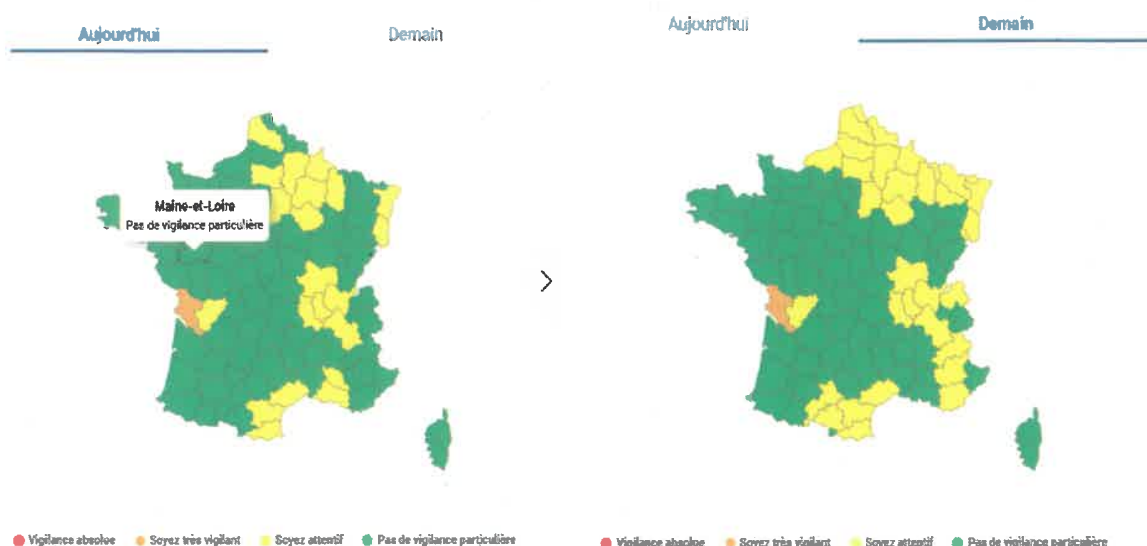 Aujourd'hui
Demain
Aujourd'hui
Demain
Maine-et-Loire
Pas de vigilance particulière
Vigilance absolue
Soyez très vigilant
Soyez attentif
Pas de vigilance particulière
Vigilance absolue
Soyez très vigilant
Soyez attentif
Pas de vigilance particulière